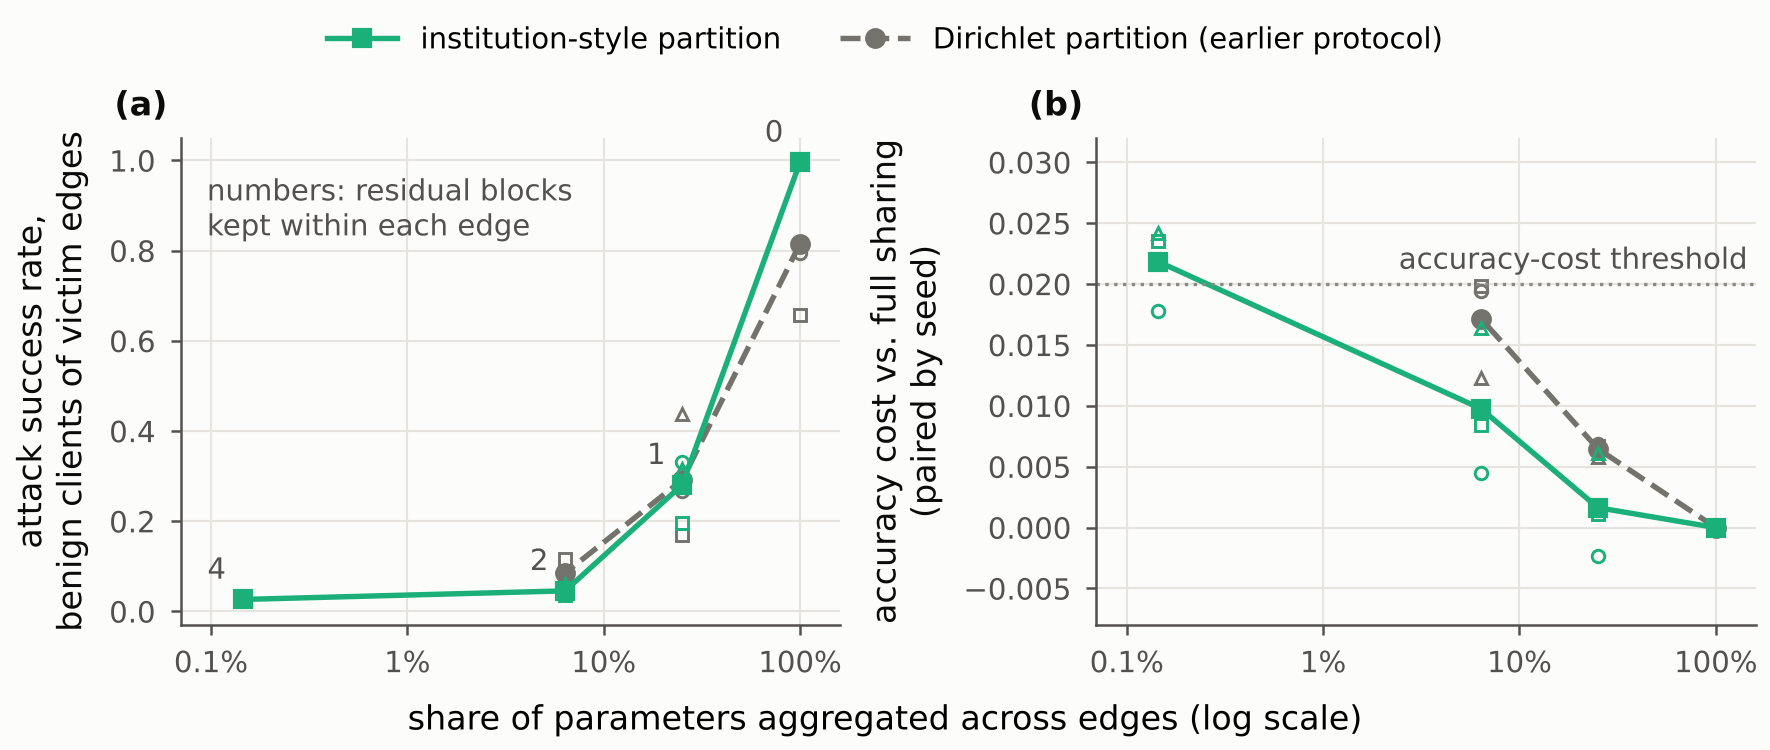 institution-style partition
Dirichlet partition (earlier protocol)
(a)
attack success rate,
benign clients of victim edges
1.0
0.8
0.6
0.4
0.2
0.0
numbers: residual blocks
kept within each edge
0
1
2
4
0.1%
1%
10%
100%
(b)
accuracy cost vs. full sharing
(paired by seed)
0.030
0.025
0.020
0.015
0.010
0.005
0.000
−0.005
accuracy-cost threshold
0.1%
1%
10%
100%
share of parameters aggregated across edges (log scale)